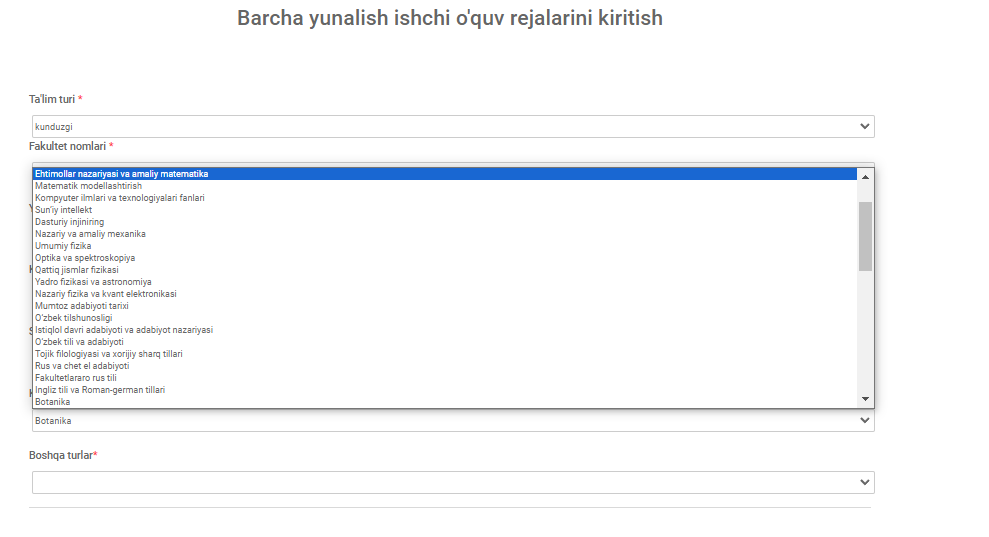 Barcha yunalish ishchi o'quv rejalarini kiritish
Ta'lim turi *
kunduzgi
Fakultet nomlari *
Ehtimollar nazariyasi va amaliy matematika
Matematik modellashtirish
Kompyuter ilmlari va texnologiyalari fanlari
Sun'iy intellekt
Dasturiy injiniring
Nazariy va amaliy mexanika
Umumiy fizika
Optika va spektroskopiya
Qattiq jismlar fizikasi
Yadro fizikasi va astronomiya
Nazariy fizika va kvant elektronikasi
Mumtoz adabiyoti tarixi
O'zbek tilshunosligi
Istiqlol davri adabiyoti va adabiyot nazariyasi
O'zbek tili va adabiyoti
Tojik filologiyasi va xorijiy sharq tillari
Rus va chet el adabiyoti
Fakultetlararo rus tili
Ingliz tili va Roman-german tillari
Botanika
Botanika
Boshqa turlar*